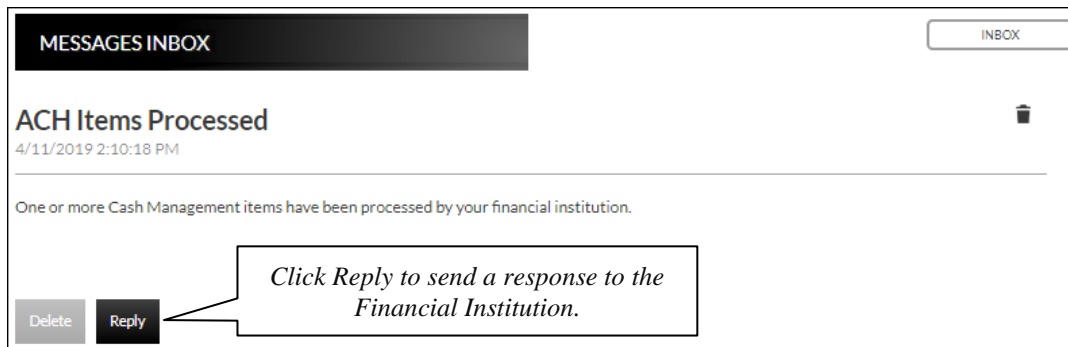 MESSAGES INBOX
INBOX
ACH Items Processed
4/11/2019 2:10:18 PM
One or more Cash Management items have been processed by your financial institution.
Click Reply to send a response to the
Financial Institution.
Delete
Reply